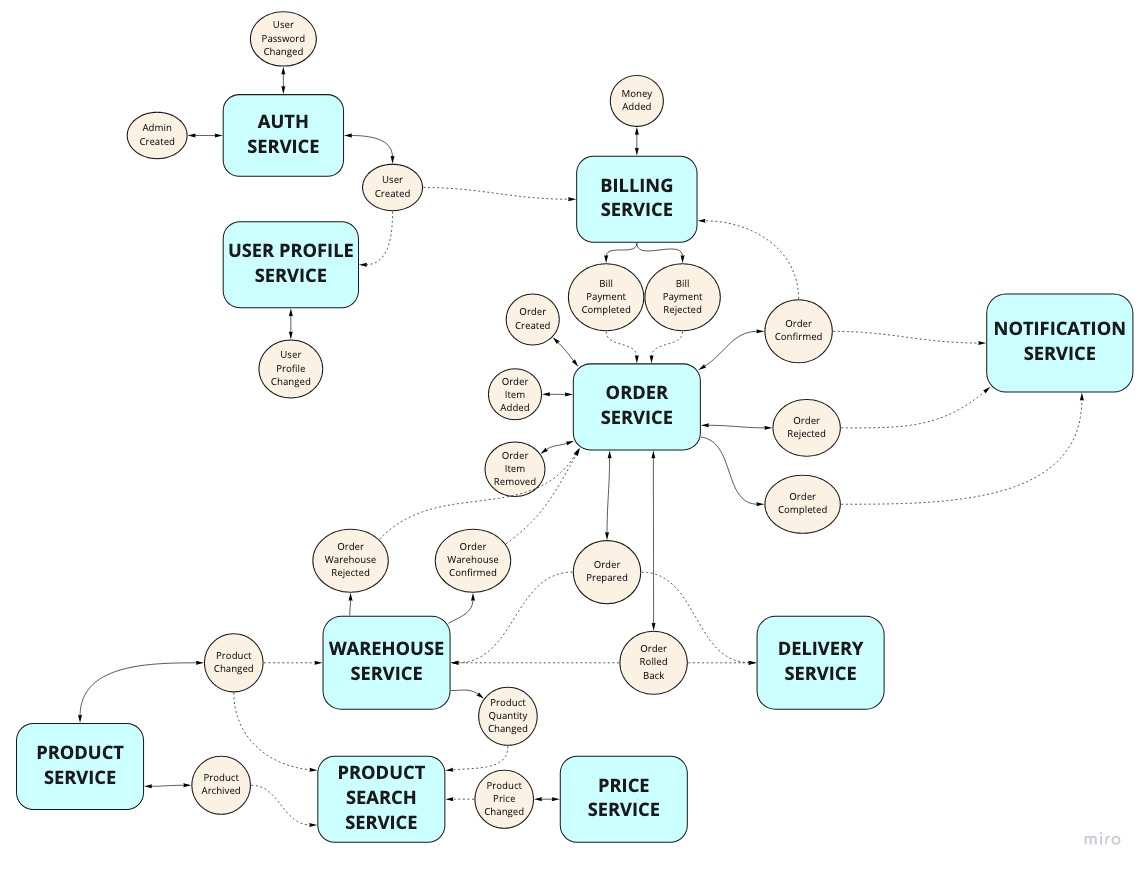 User
Password
Changed
AUTH
SERVICE
Admin
Created
User
Created
Money
Added
BILLING
SERVICE
USER PROFILE
SERVICE
User
Profile
Changed
Bill
Payment
Completed
Bill
Payment
Rejected
Order
Created
Order
Confirmed
NOTIFICATION
SERVICE
Order
Item
Added
ORDER
SERVICE
Order
Rejected
Order
Item
Removed
Order
Completed
Order
Warehouse
Rejected
Order
Warehouse
Confirmed
Order
Prepared
WAREHOUSE
SERVICE
Order
Rolled
Back
DELIVERY
SERVICE
Product
Changed
Product
Quantity
Changed
PRODUCT
SERVICE
Product
Archived
PRODUCT
SEARCH
SERVICE
Product
Price
Changed
PRICE
SERVICE
miro